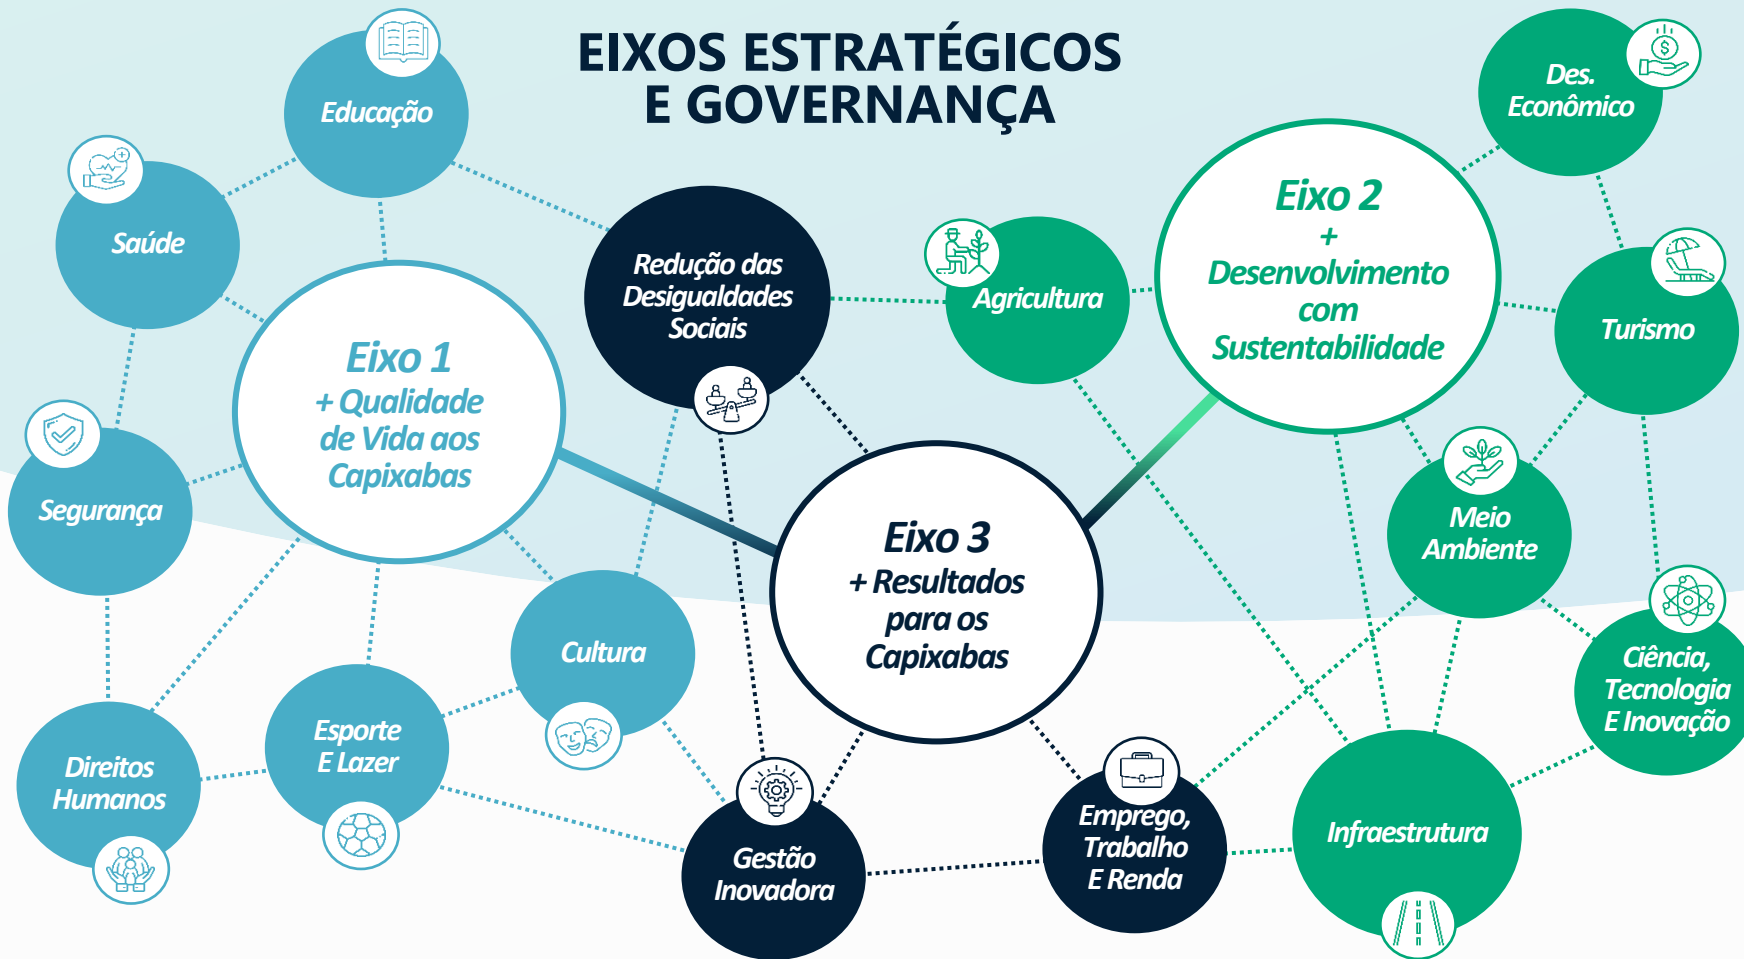 EIXOS ESTRATÉGICOS
E GOVERNANÇA
Educação
Saúde
Segurança
Direitos
Humanos
Esporte
E Lazer
Cultura
Eixo 1
+ Qualidade
de Vida aos
Capixabas
Redução das
Desigualdades
Sociais
Eixo 3
+ Resultados
para os
Capixabas
Gestão
Inovadora
Emprego,
Trabalho
E Renda
Eixo 2
+
Desenvolvimento
com
Sustentabilidade
Agricultura
Des.
Econômico
$
Turismo
Meio
Ambiente
Ciência,
Tecnologia
E Inovação
Infraestrutura